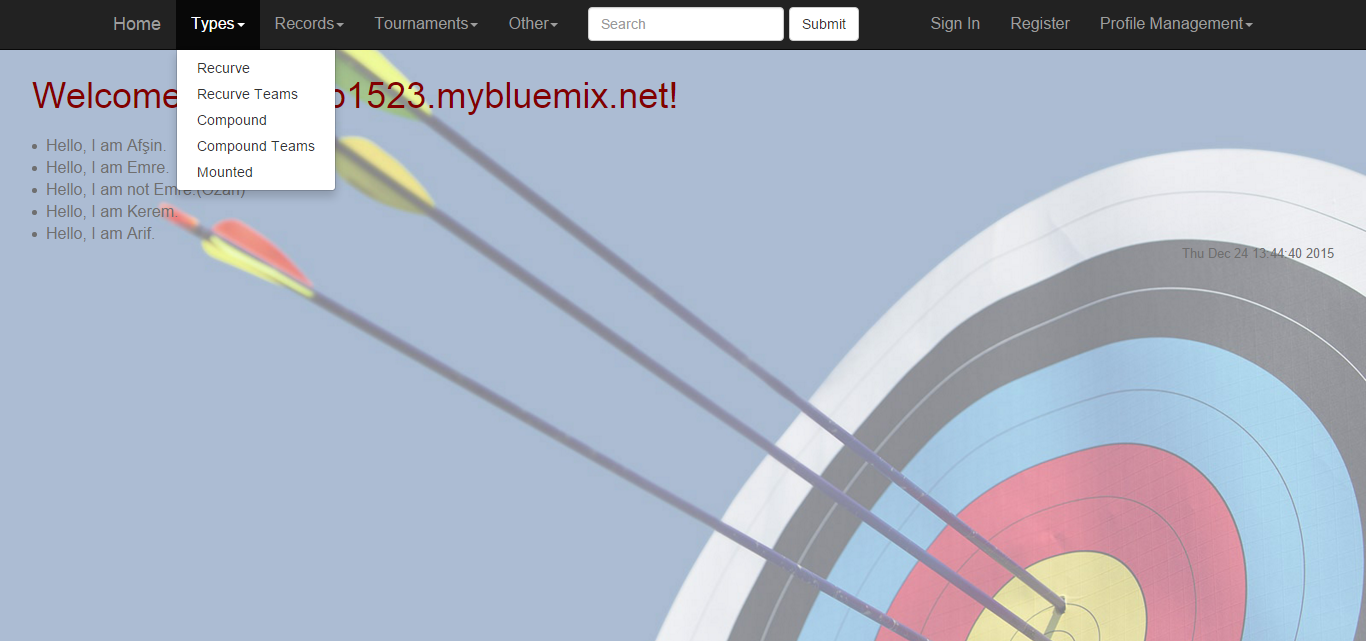 Home Types Records Tournaments Other Search Submit Sign In Register Profile Management
Recurve
Recurve Teams
Compound
Compound Teams
Mounted
Welcome o1523.mybluemix.net!
Hello, I am Afşin.
Hello, I am Emre.
Hello, I am not Emre.(Ozan)
Hello, I am Kerem.
Hello, I am Arif.
Thu Dec 24 13:44:40 2015